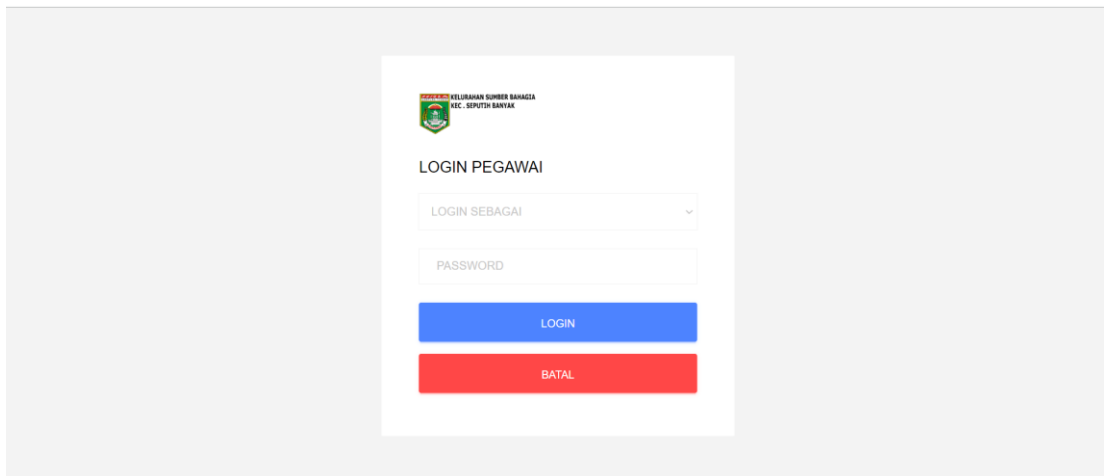 KELURAHAN SUMBER BAHAGIA
KEC . SEPUTIH BANYAK
LOGIN PEGAWAI
LOGIN SEBAGAI
PASSWORD
LOGIN
BATAL